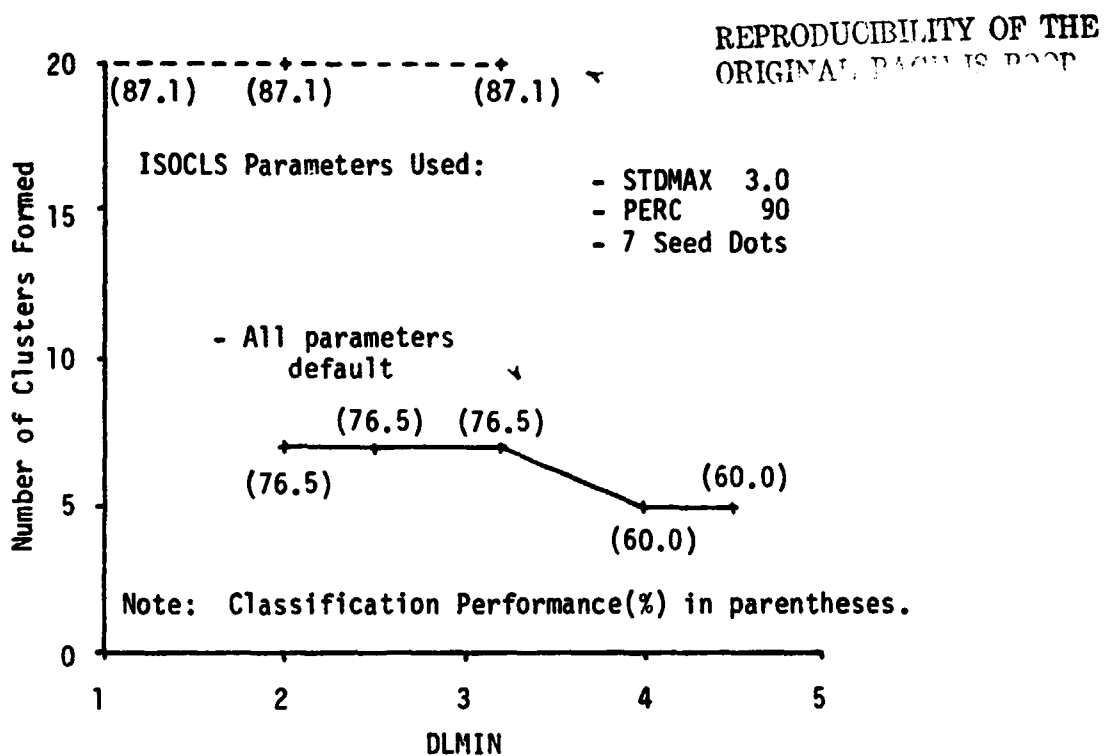 REPRODUCIBILITY OF THE
ORIGINAL IS
20
(87.1) (87.1) (87.1)
ISOCLS Parameters Used:
- STDMAX 3.0
- PERC 90
- 7 Seed Dots
15
Number of Clusters Formed
- All parameters
default
10
(76.5) (76.5)
(76.5)
(60.0)
5
(60.0)
Note: Classification Performance(%) in parentheses.
0
1 2 3 4 5
DLMIN